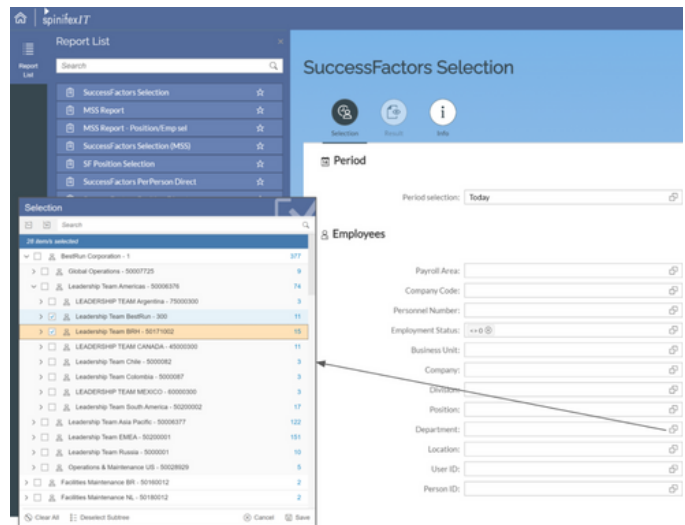 spinifexIT
Report List
Report List
Search
SuccessFactors Selection
MSS Report
MSS Report - Position/Emp sel
SuccessFactors Selection (MSS)
SF Position Selection
SuccessFactors PerPerson Direct
SuccessFactors Selection
Selection
Result
Info
Period
Period selection: Today
Employees
Payroll Area:
Company Code:
Personnel Number:
Employment Status:
Business Unit:
Company:
Division:
Position:
Department:
Location:
User ID:
Person ID:
Selection
Search
28 item/s selected
BestRun Corporation - 1 377
Global Operations - 50007725 9
Leadership Team Americas - 50006376 74
LEADERSHIP TEAM Argentina - 75000300 3
Leadership Team BestRun - 300 11
Leadership Team BRH - 50171002 15
LEADERSHIP TEAM CANADA - 45000300 11
Leadership Team Chile - 5000082 3
Leadership Team Colombia - 5000087 3
LEADERSHIP TEAM MEXICO - 60000300 3
Leadership Team South America - 50200002 17
Leadership Team Asia Pacific - 50006377 122
Leadership Team EMEA - 50200001 151
Leadership Team Russia - 5000001 10
Operations & Maintenance US - 50028929 5
Facilities Maintenance BR - 50160012 2
Facilities Maintenance NL - 50180012 2
Clear All Deselect Subtree Cancel Save